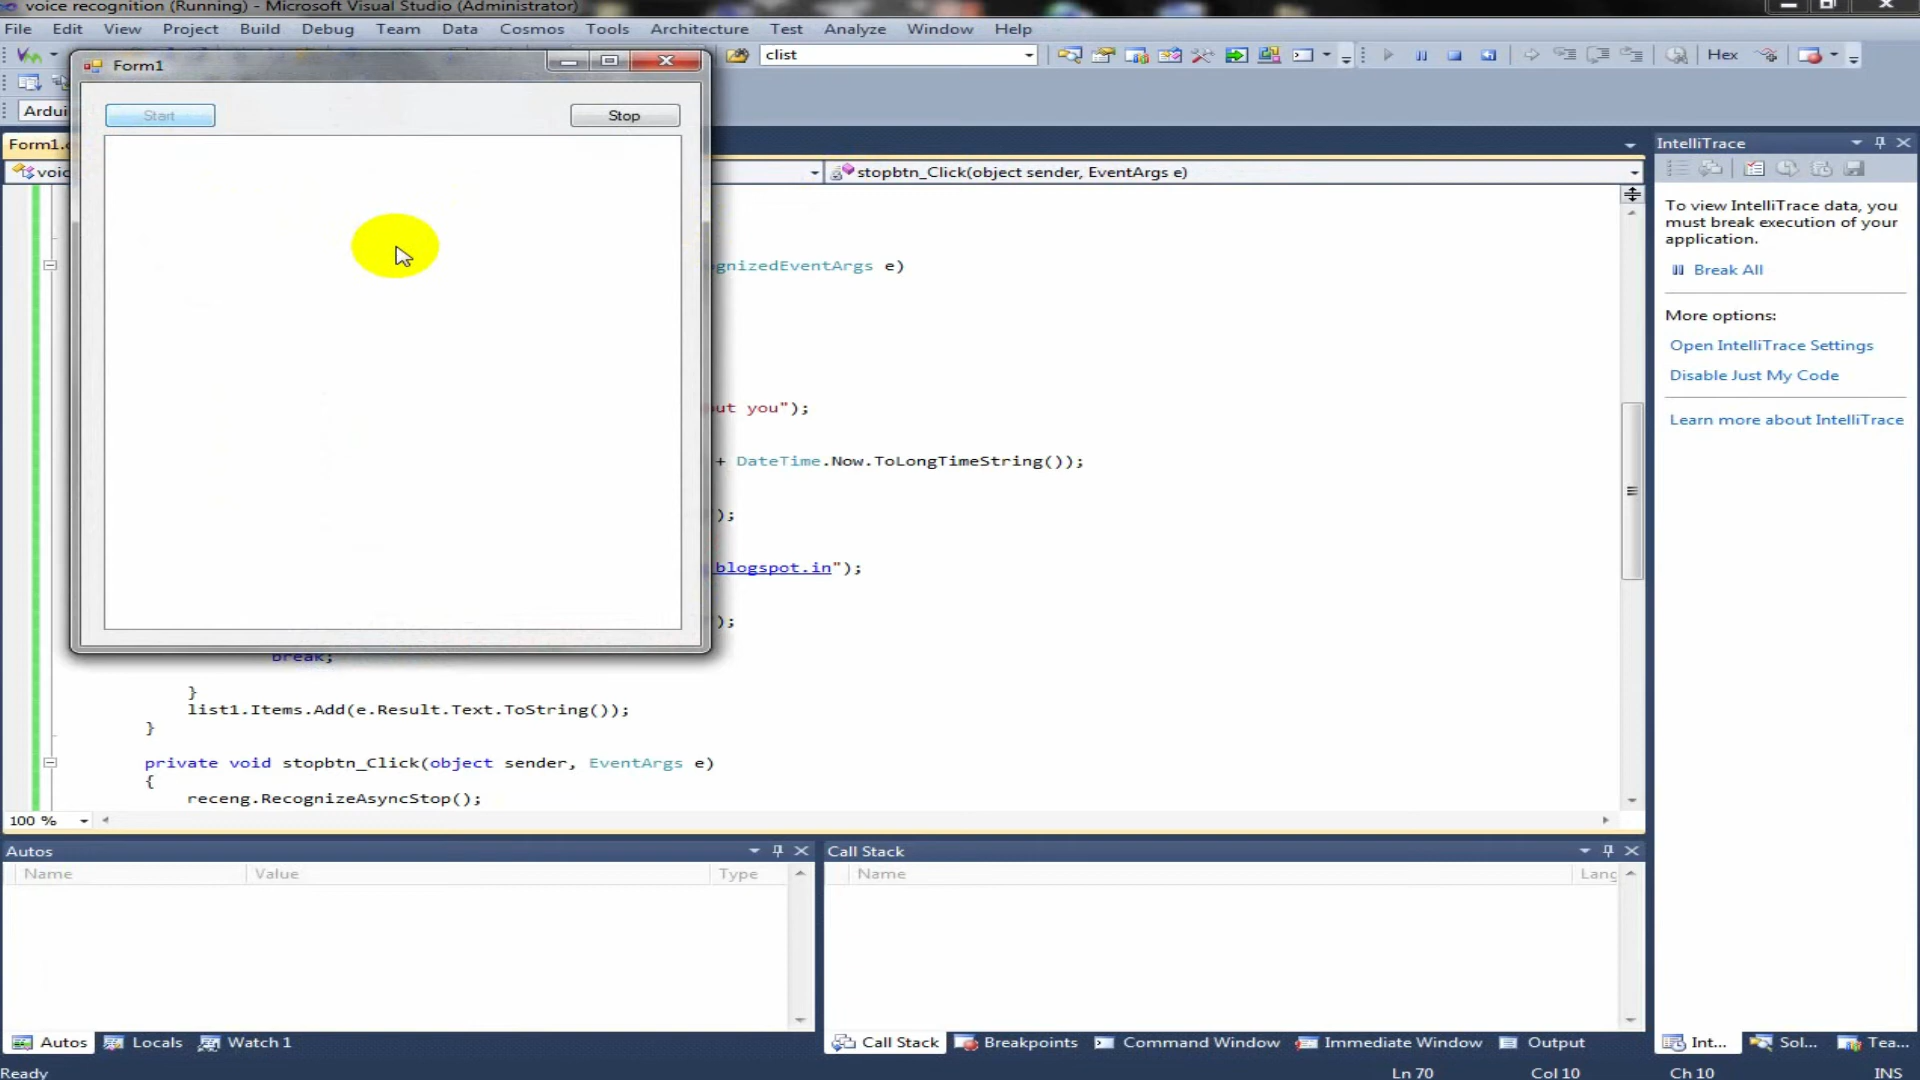 voice recognition (Running) - Microsoft Visual Studio (Administrator)
File Edit View Project Build Debug Team Data Cosmos Tools Architecture Test Analyze Window Help
clist
Hex
Form1
Start
Stop
Form1.
stopbtn_Click(object sender, EventArgs e)
gnizedEventArgs e)
ut you");
+ DateTime.Now.ToLongTimeString());
);
blogspot.in");
);
break;
}
list1.Items.Add(e.Result.Text.ToString());
}
private void stopbtn_Click(object sender, EventArgs e)
{
receng.RecognizeAsyncStop();
100 %
IntelliTrace
To view IntelliTrace data, you
must break execution of your
application.
Break All
More options:
Open IntelliTrace Settings
Disable Just My Code
Learn more about IntelliTrace
Autos
Name Value Type
Call Stack
Name Lang
Autos Locals Watch 1
Call Stack Breakpoints Command Window Immediate Window Output
Int... Sol... Tea...
Ready
Ln 70 Col 10 Ch 10 INS